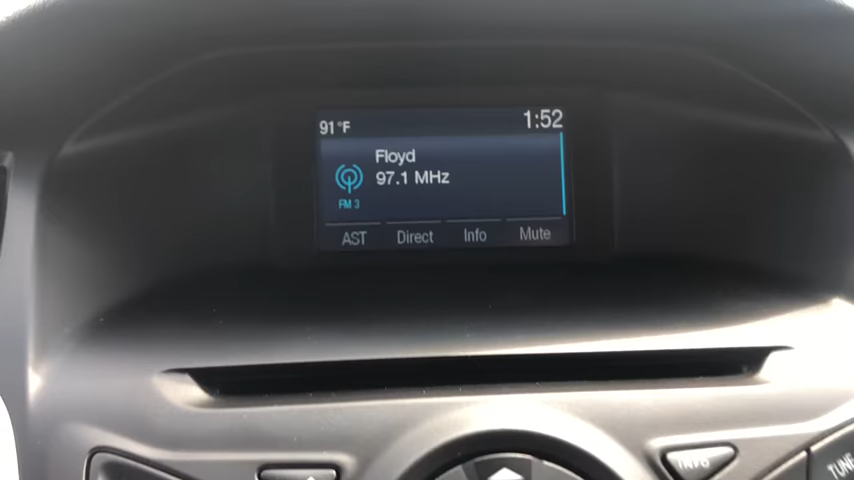 91°F 1:52
Floyd
97.1 MHz
FM 3
AST Direct Info Mute
INFO
TUNE